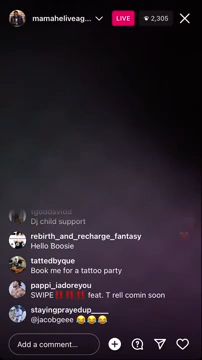 mamaheliveag...
LIVE
2,305
Dj child support
rebirth_and_recharge_fantasy
Hello Boosie
tattedbyque
Book me for a tattoo party
pappi_iadoreyou
SWIPE‼️‼️‼️ feat. T rell comin soon
stayingprayedup_____
@jacobgeee 😂😂😂
Add a comment...